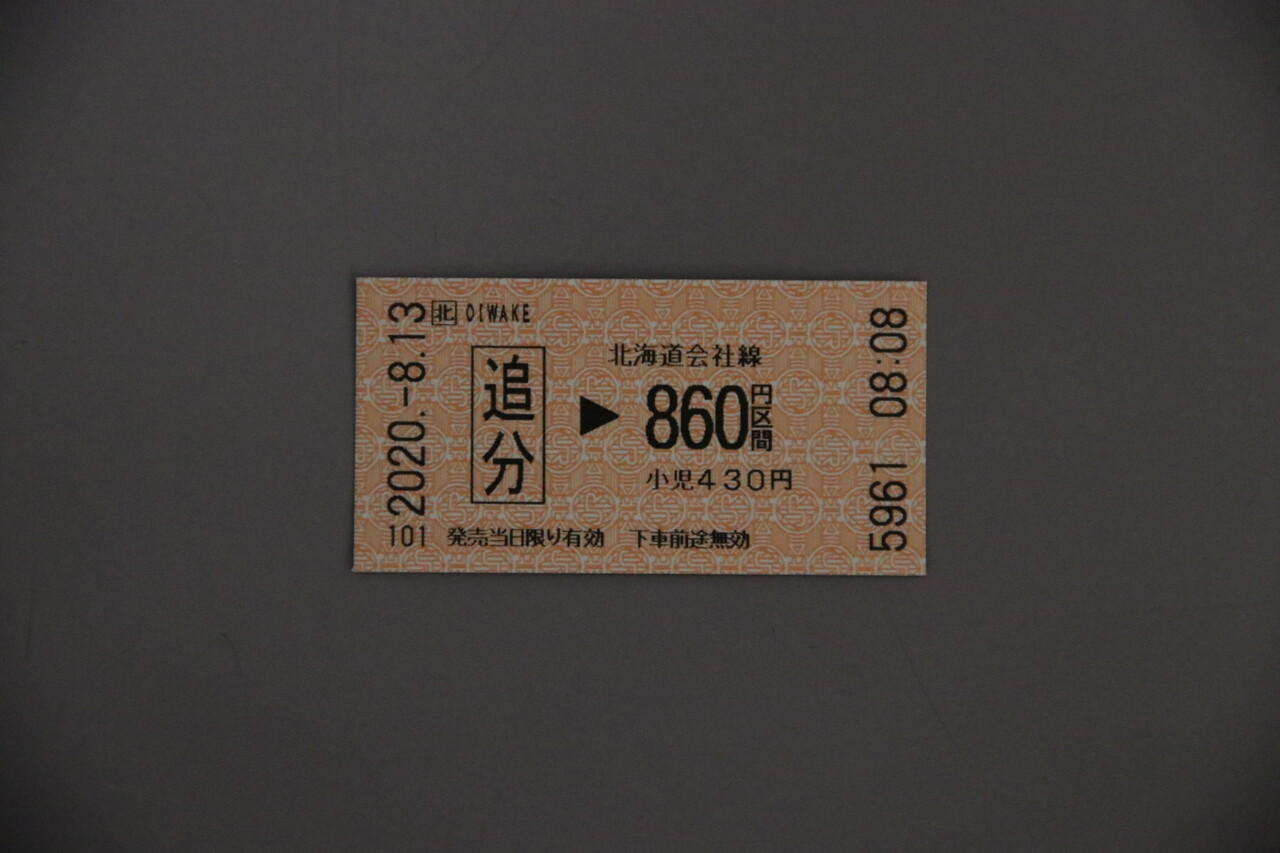 2020.-8.13
北 OIWAKE
追分
▶
北海道会社線
860円区間
小児430円
101 発売当日限り有効 下車前途無効
5961 08:08